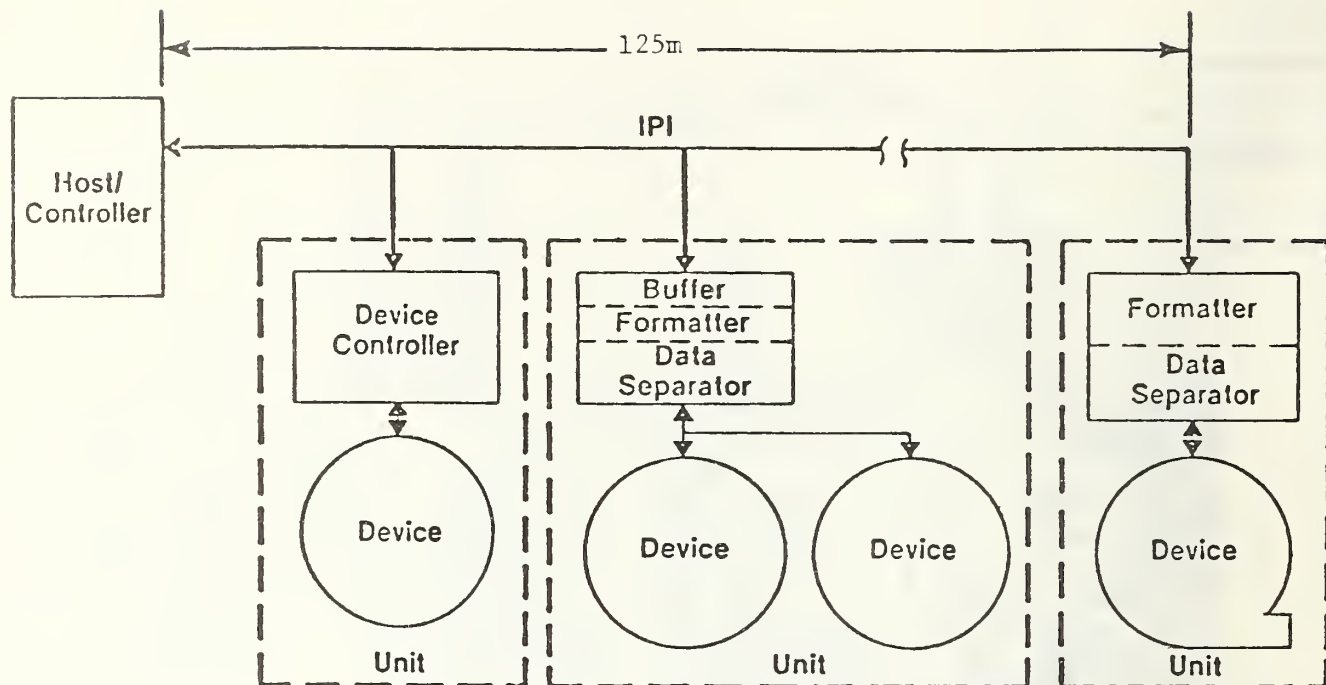 125m
IPI
Host/
Controller
Device
Controller
Device
Unit
Buffer
Formatter
Data
Separator
Device
Device
Unit
Formatter
Data
Separator
Device
Unit